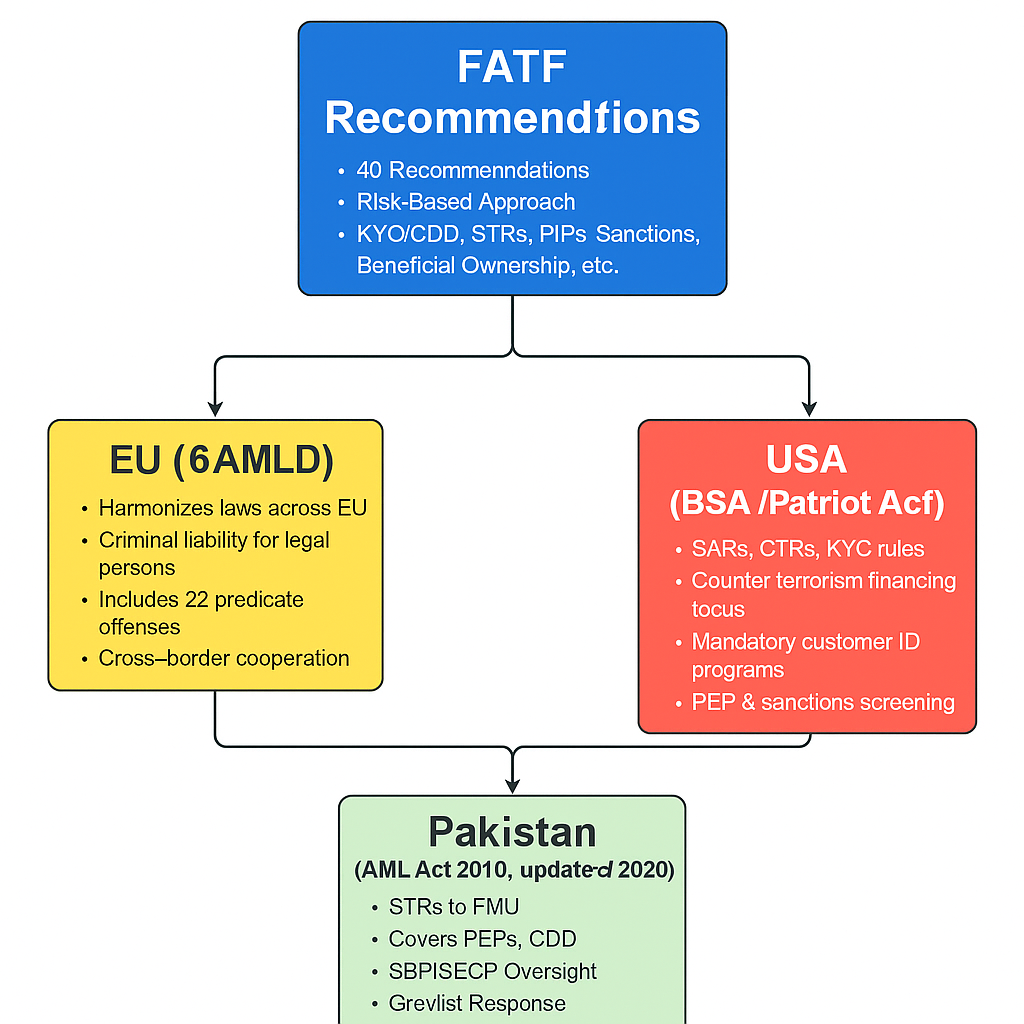 FATF
Recommendfions
• 40 Recommenndations
• RIsk-Based Approach
• KYO/CDD, STRs, PIPs Sanctions,
Beneficial Ownership, etc.
EU (6AMLD)
• Harmonizes laws across EU
• Criminal liability for legal
persons
• Includes 22 predicate
offenses
• Cross–border cooperation
USA
(BSA /Patriot Acf)
• SARs, CTRs, KYC rules
• Counter terrorism financing
tocus
• Mandatory customer ID
programs
• PEP & sanctions screening
Pakistan
(AML Act 2010, update-d 2020)
• STRs to FMU
• Covers PEPs, CDD
• SBPISECP Oversight
• Grevlist Response